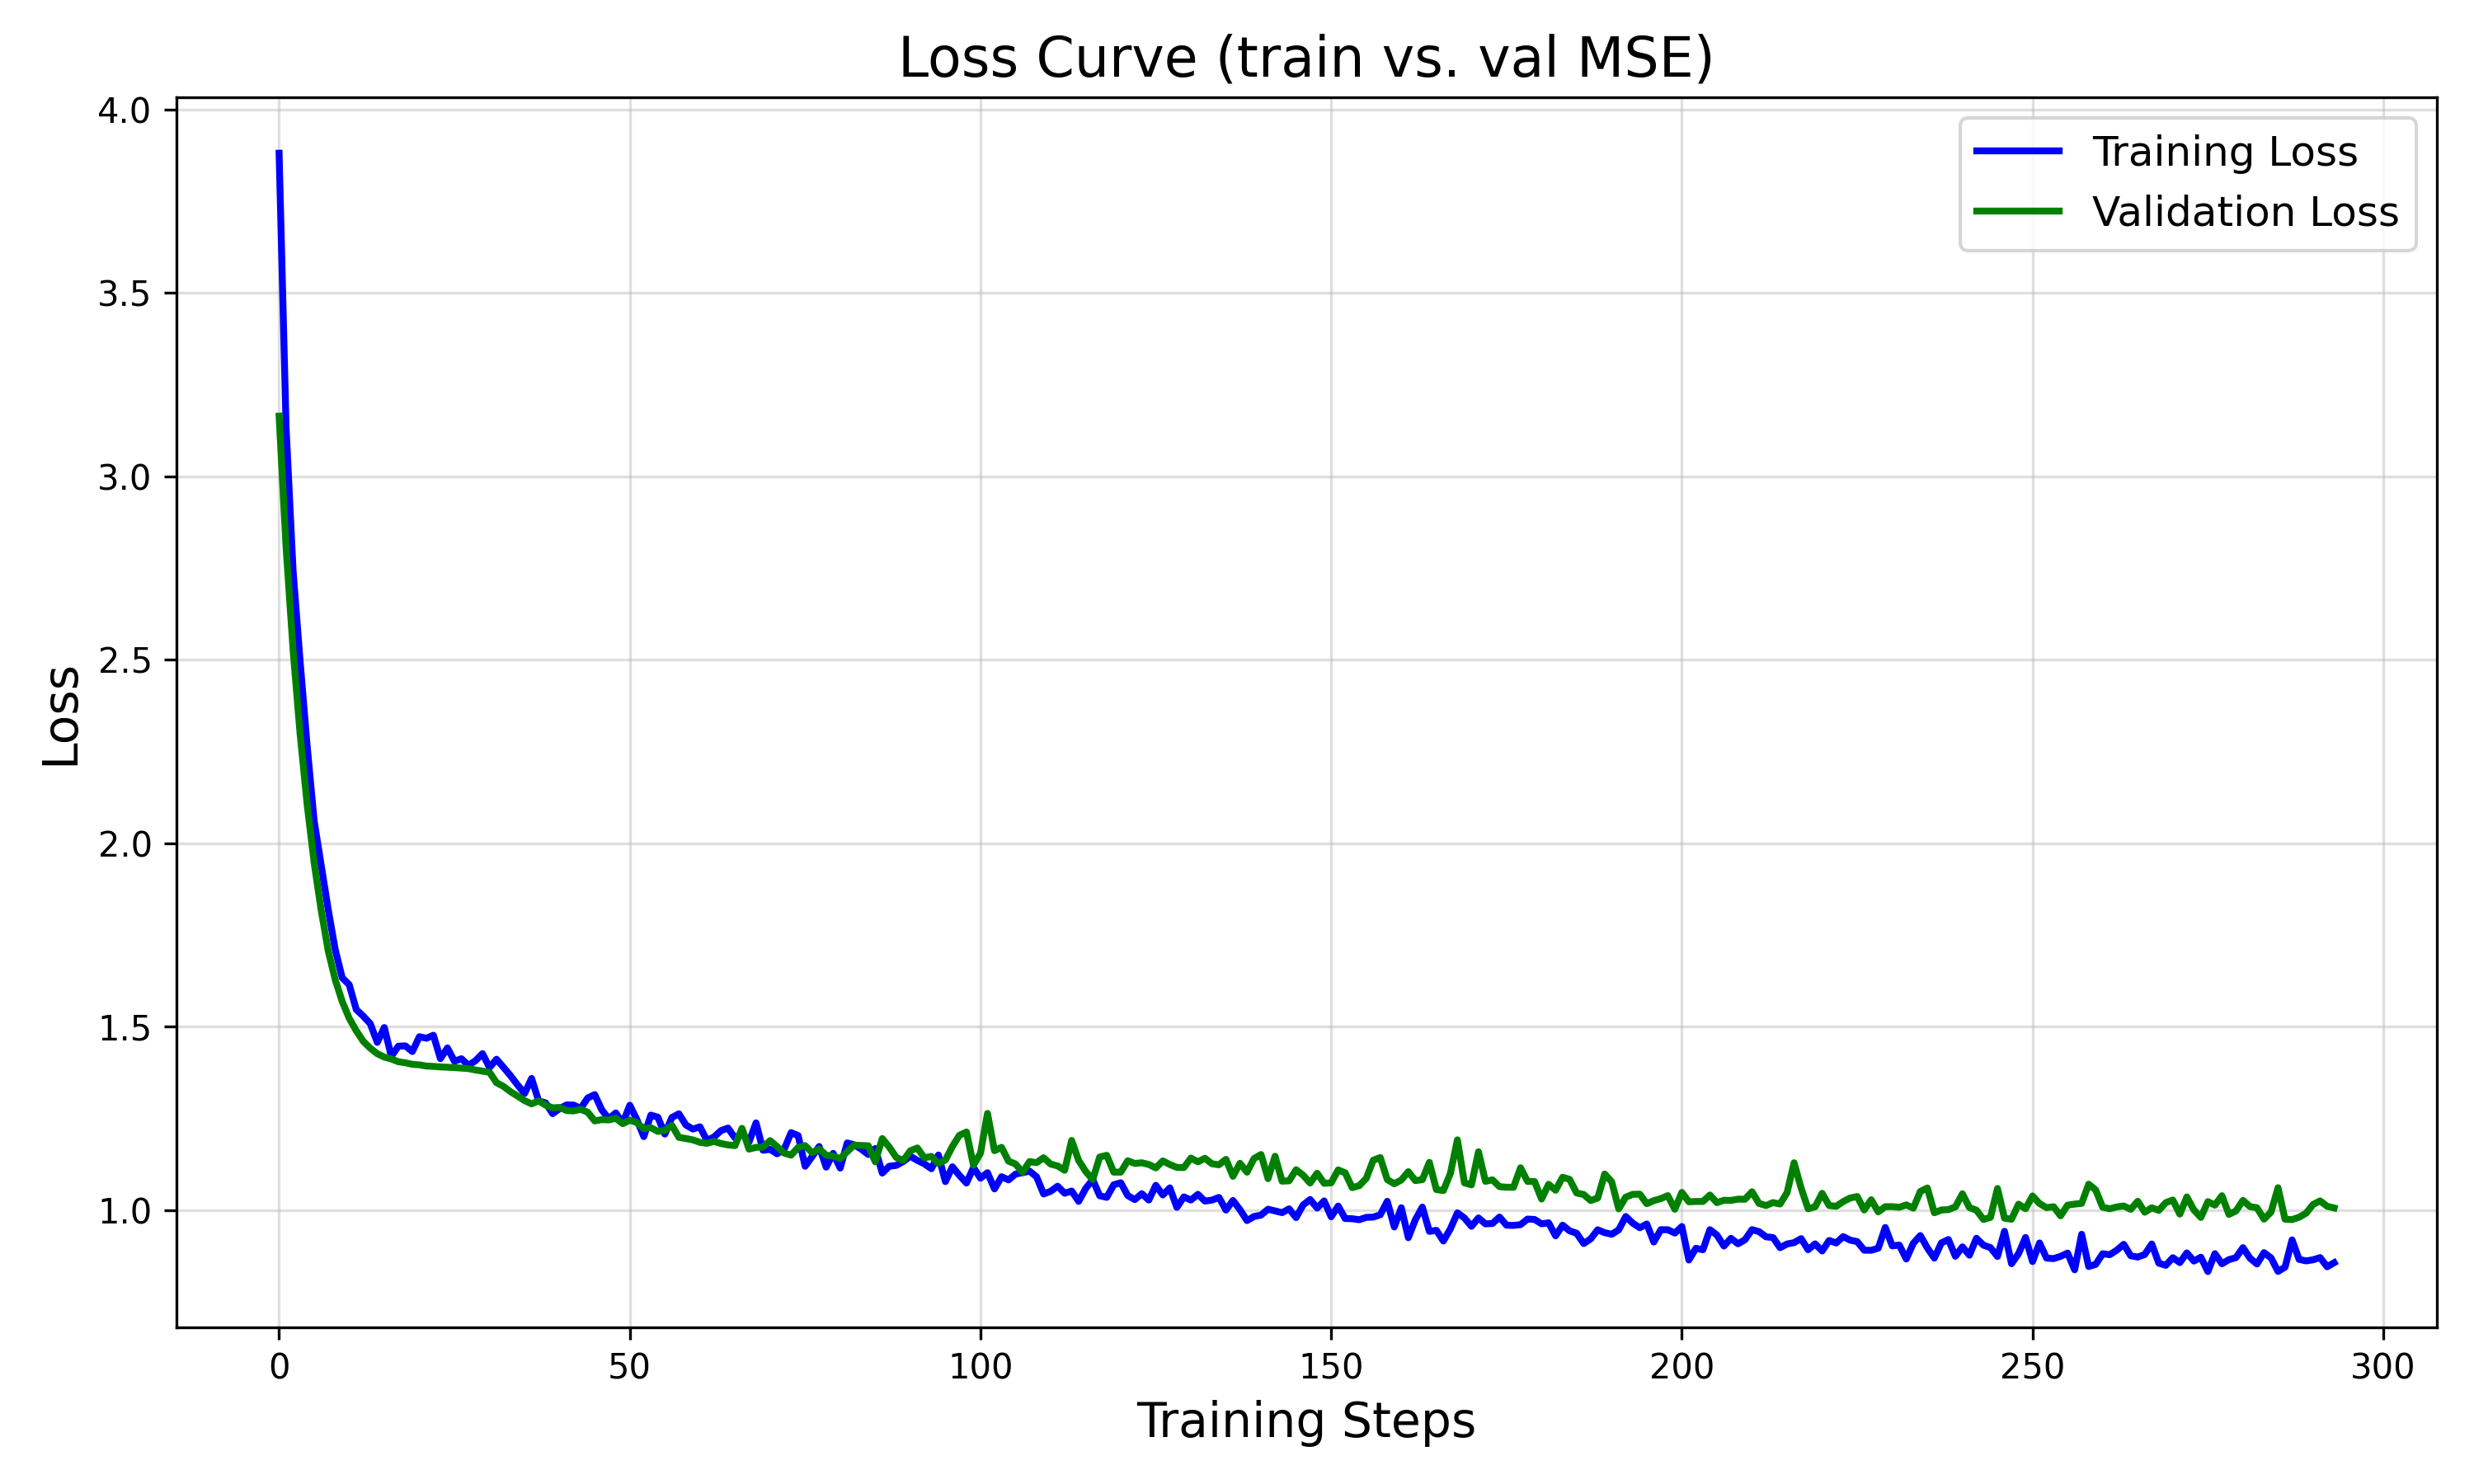 Loss Curve (train vs. val MSE)
Training Loss
Validation Loss
4.0
3.5
3.0
2.5
2.0
1.5
1.0
Loss
0 50 100 150 200 250 300
Training Steps